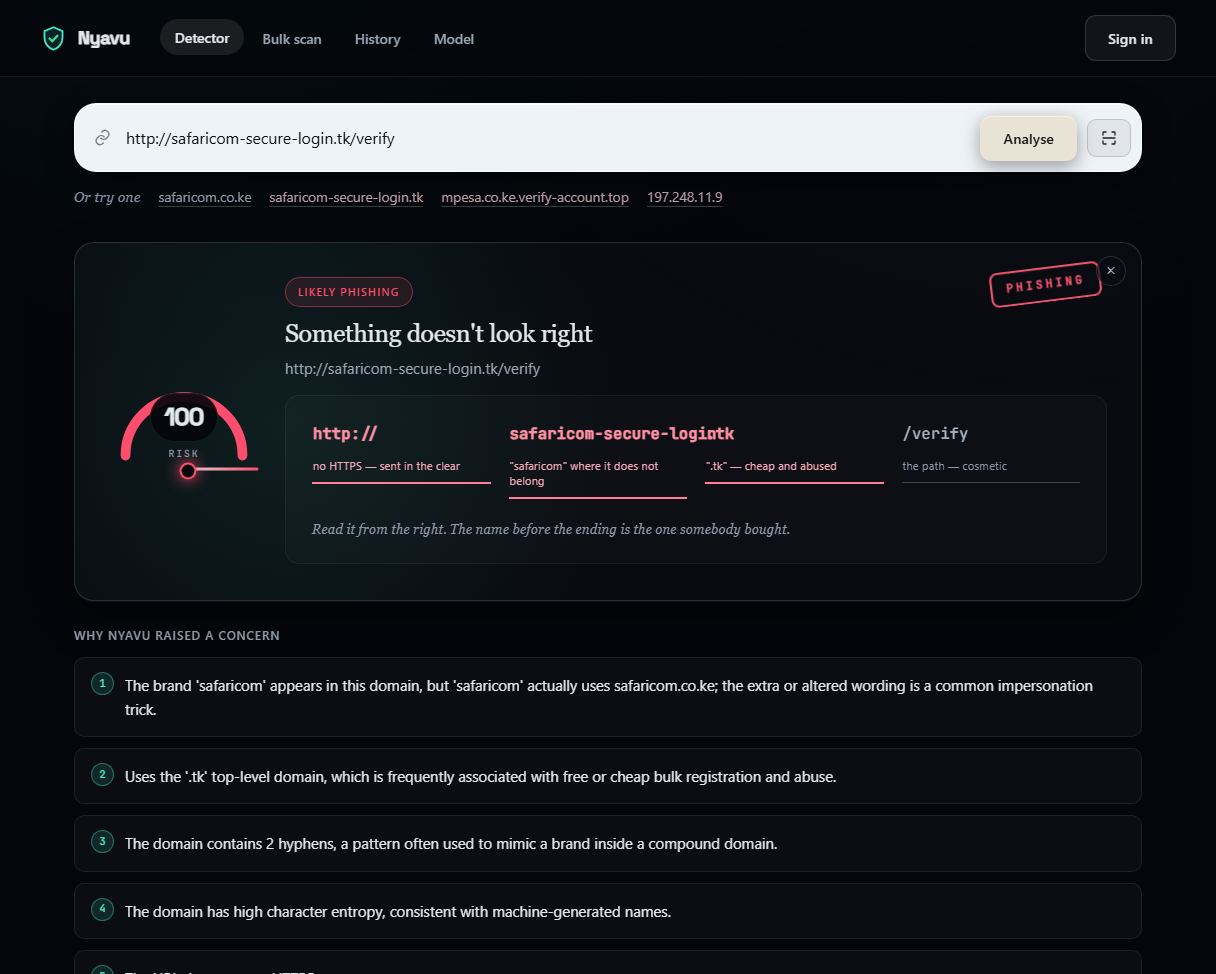 Nyavu
Detector
Bulk scan
History
Model
Sign in
http://safaricom-secure-login.tk/verify
Analyse
Or try one
safaricom.co.ke
safaricom-secure-login.tk
mpesa.co.ke.verify-account.top
197.248.11.9
LIKELY PHISHING
PHISHING
Something doesn't look right
http://safaricom-secure-login.tk/verify
100
RISK
http://
safaricom-secure-login
tk
/verify
no HTTPS — sent in the clear
"safaricom" where it does not
belong
".tk" — cheap and abused
the path — cosmetic
Read it from the right. The name before the ending is the one somebody bought.
WHY NYAVU RAISED A CONCERN
1
The brand 'safaricom' appears in this domain, but 'safaricom' actually uses safaricom.co.ke; the extra or altered wording is a common impersonation
trick.
2
Uses the '.tk' top-level domain, which is frequently associated with free or cheap bulk registration and abuse.
3
The domain contains 2 hyphens, a pattern often used to mimic a brand inside a compound domain.
4
The domain has high character entropy, consistent with machine-generated names.